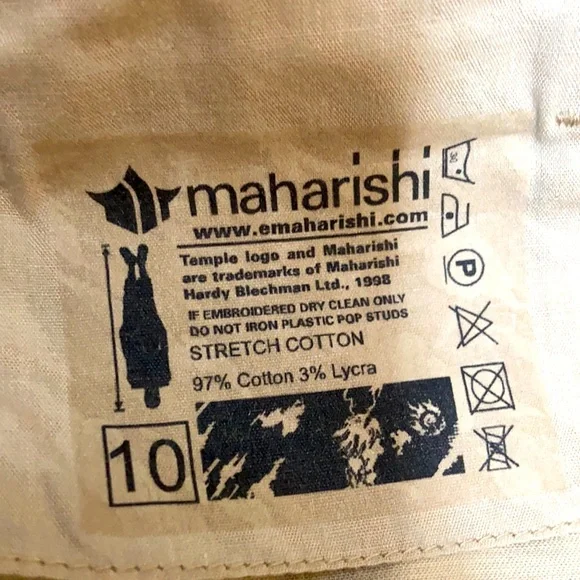 maharishi
www.emaharishi.com
Temple logo and Maharishi
are trademarks of Maharishi
Hardy Blechman Ltd., 1998
IF EMBROIDERED DRY CLEAN ONLY
DO NOT IRON PLASTIC POP STUDS
STRETCH COTTON
97% Cotton 3% Lycra
10
30
P